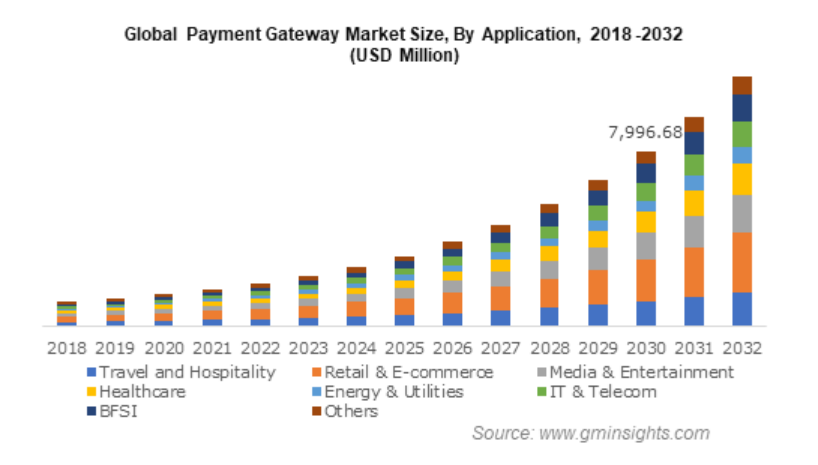 Global Payment Gateway Market Size, By Application, 2018 -2032
(USD Million)
7,996.68
2018 2019 2020 2021 2022 2023 2024 2025 2026 2027 2028 2029 2030 2031 2032
Travel and Hospitality Retail & E-commerce Media & Entertainment
Healthcare Energy & Utilities IT & Telecom
BFSI Others
Source: www.gminsights.com